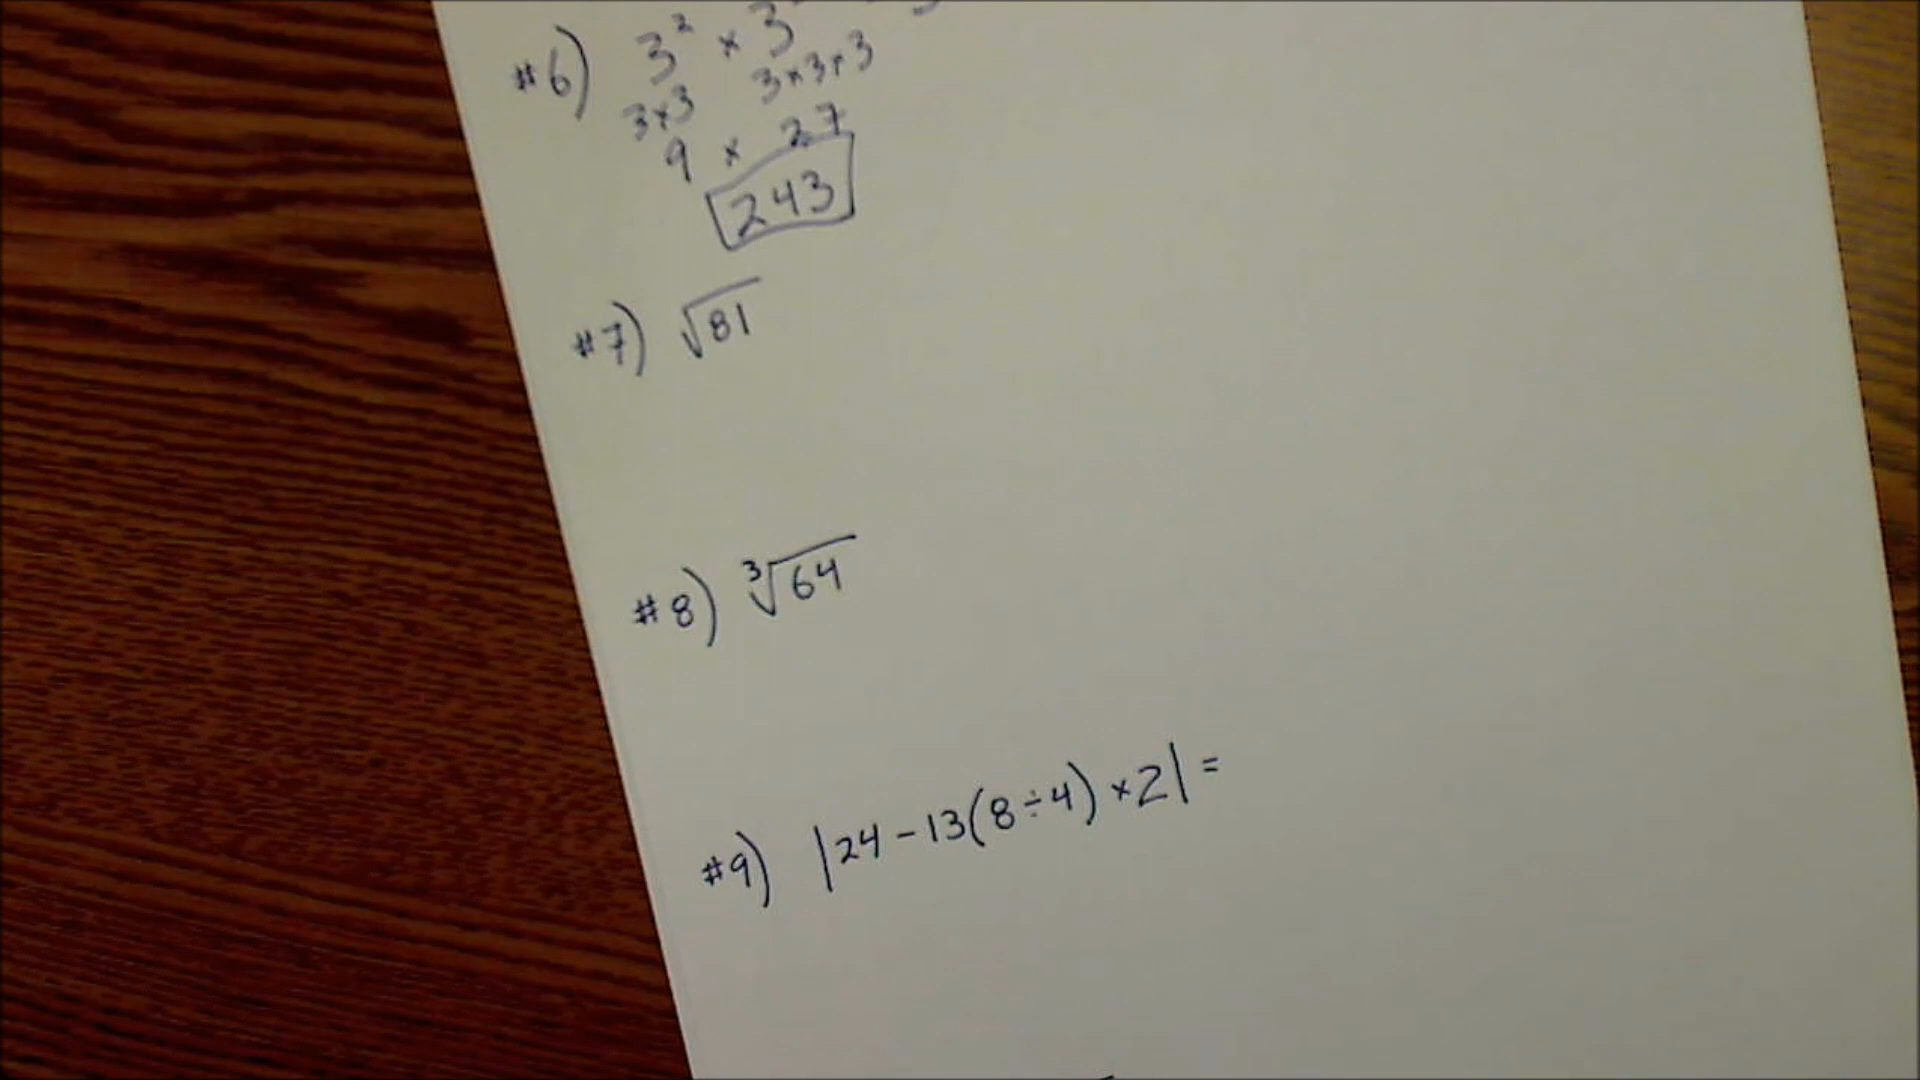 #6) 3² × 3
3×3 3×3×3
9 × 27
243
#7) √81
#8) ³√64
#9) |24-13(8÷4)×2| =